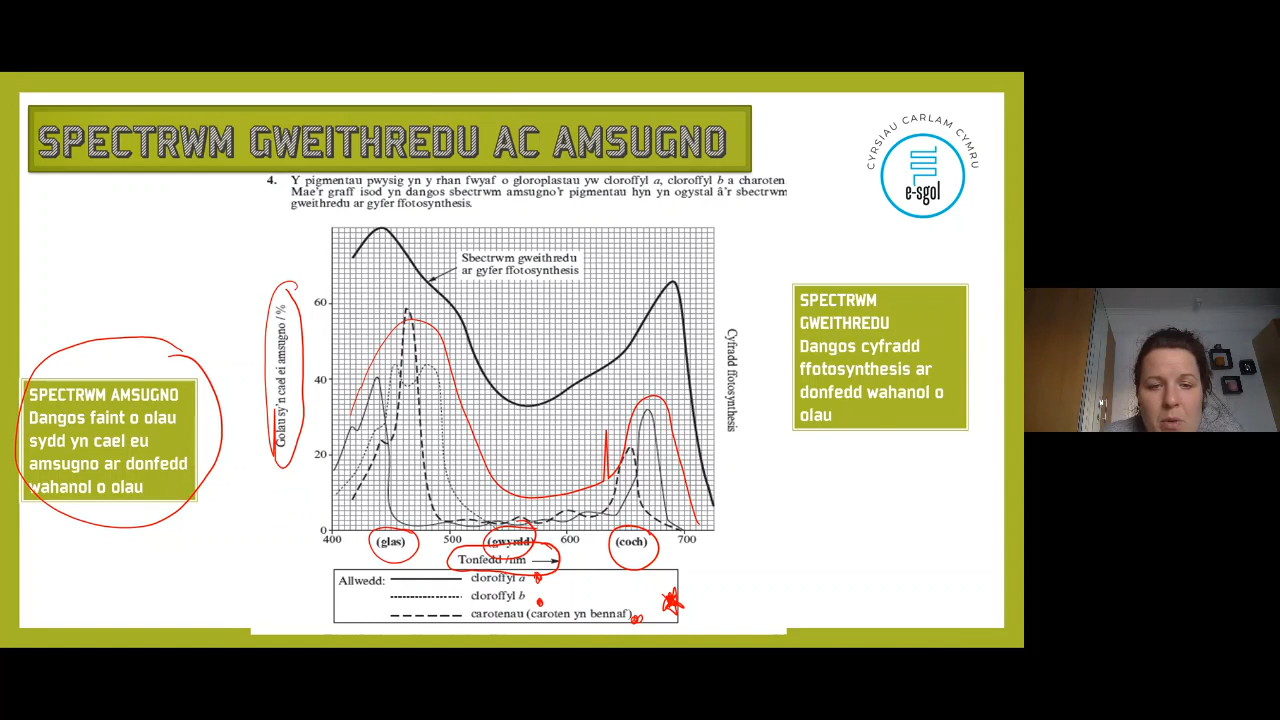 SPECTRWM GWEITHREDU AC AMSUGNO
CYRSIAU CARLAM CYMRU
e-sgol
4. Y pigmentau pwysig yn y rhan fwyaf o gloroplastau yw cloroffyl a, cloroffyl b a charoten
Mae'r graff isod yn dangos sbectrwm amsugno'r pigmentau hyn yn ogystal â'r sbectrwm
gweithredu ar gyfer ffotosynthesis.
Sbectrwm gweithredu
ar gyfer ffotosynthesis
Golau sy'n cael ei amsugno / %
60
40
20
0
Cyfradd ffotosynthesis
400
500
600
700
(glas)
(gwyrdd)
(coch)
Tonfedd /nm
Allwedd:
cloroffyl a
cloroffyl b
carotenau (caroten yn bennaf)
SPECTRWM AMSUGNO
Dangos faint o olau
sydd yn cael eu
amsugno ar donfedd
wahanol o olau
SPECTRWM
GWEITHREDU
Dangos cyfradd
ffotosynthesis ar
donfedd wahanol o
olau